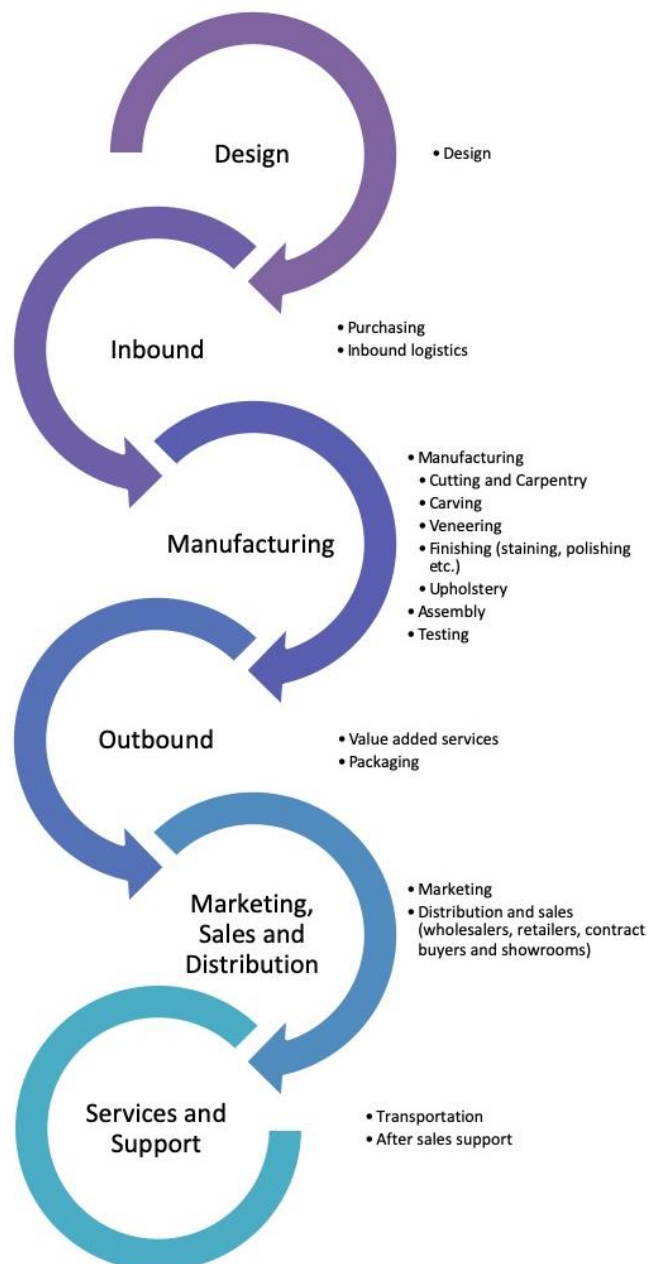 Design
• Design
Inbound
• Purchasing
• Inbound logistics
Manufacturing
• Manufacturing
• Cutting and Carpentry
• Carving
• Veneering
• Finishing (staining, polishing
etc.)
• Upholstery
• Assembly
• Testing
Outbound
• Value added services
• Packaging
Marketing,
Sales and
Distribution
• Marketing
• Distribution and sales
(wholesalers, retailers, contract
buyers and showrooms)
Services and
Support
• Transportation
• After sales support